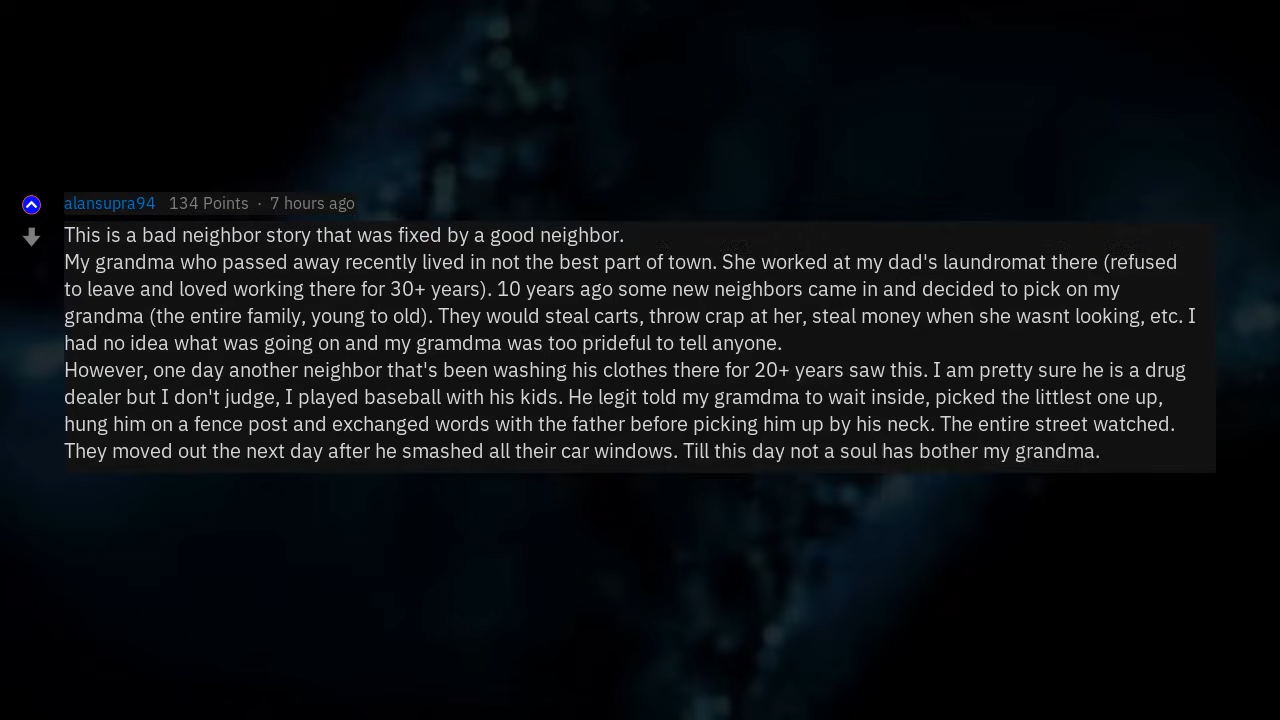 alansupra94 134 Points · 7 hours ago
This is a bad neighbor story that was fixed by a good neighbor.
My grandma who passed away recently lived in not the best part of town. She worked at my dad's laundromat there (refused
to leave and loved working there for 30+ years). 10 years ago some new neighbors came in and decided to pick on my
grandma (the entire family, young to old). They would steal carts, throw crap at her, steal money when she wasnt looking, etc. I
had no idea what was going on and my gramdma was too prideful to tell anyone.
However, one day another neighbor that's been washing his clothes there for 20+ years saw this. I am pretty sure he is a drug
dealer but I don't judge, I played baseball with his kids. He legit told my gramdma to wait inside, picked the littlest one up,
hung him on a fence post and exchanged words with the father before picking him up by his neck. The entire street watched.
They moved out the next day after he smashed all their car windows. Till this day not a soul has bother my grandma.